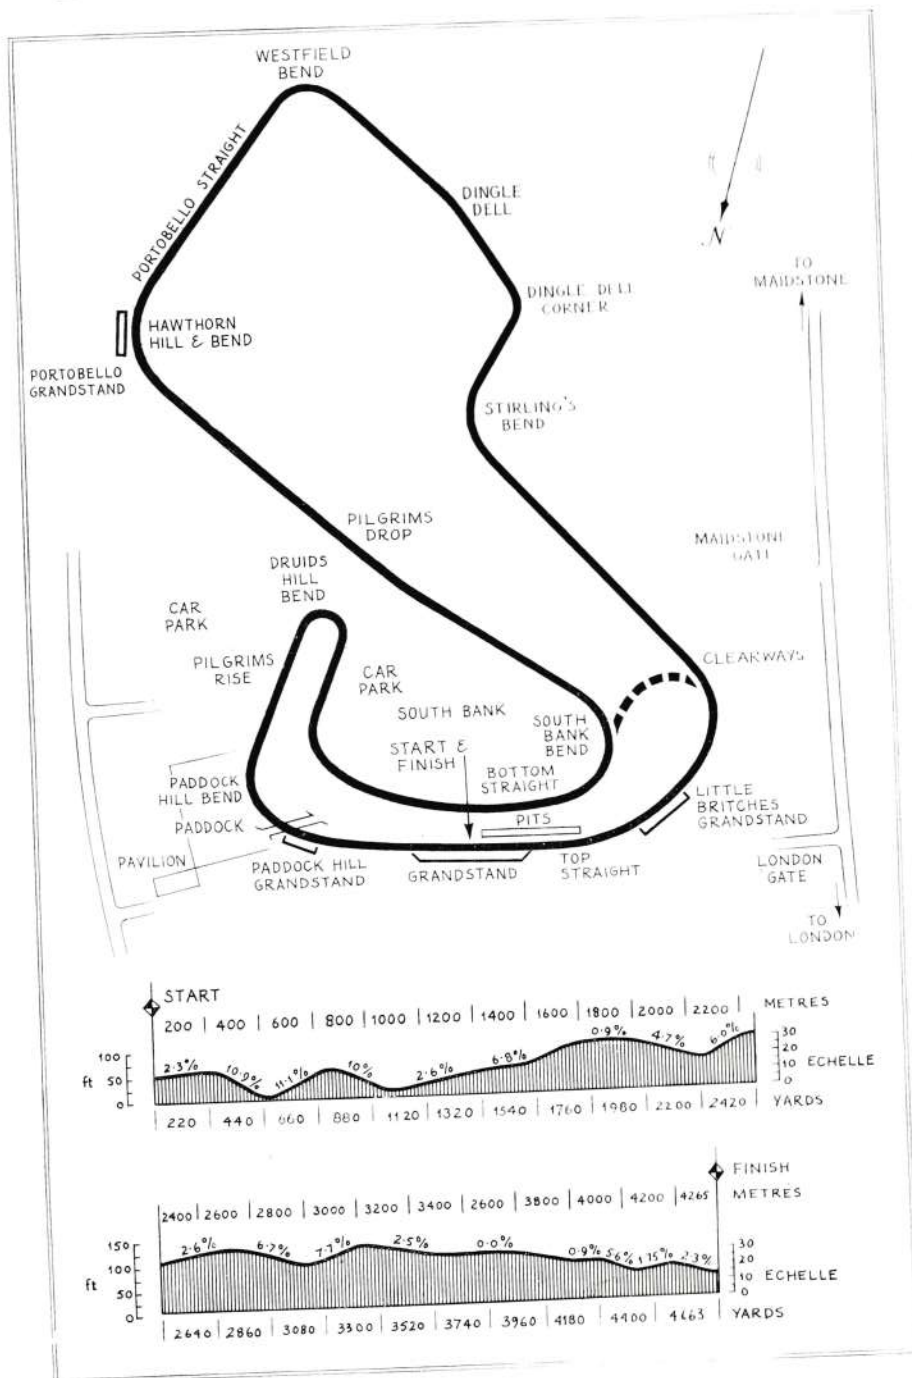 WESTFIELD
BEND
PORTOBELLO STRAIGHT
DINGLE
DELL
N
TO
MAIDSTONE
DINGLE DELL
CORNER
HAWTHORN
HILL & BEND
PORTOBELLO
GRANDSTAND
STIRLING'S
BEND
PILGRIMS
DROP
MAIDSTONE
GATE
DRUIDS
HILL
BEND
CAR
PARK
PILGRIMS
RISE
CAR
PARK
CLEARWAYS
SOUTH BANK
SOUTH
BANK
BEND
START &
FINISH
BOTTOM
STRAIGHT
PADDOCK
HILL BEND
LITTLE
BRITCHES
GRANDSTAND
PITS
PADDOCK
PAVILION
PADDOCK HILL
GRANDSTAND
GRANDSTAND
TOP
STRAIGHT
LONDON
GATE
TO
LONDON
START
200 400 600 800 1000 1200 1400 1600 1800 2000 2200 METRES
2.3% 10.9% 11.1% 10% 2.6% 6.8% 0.9% 4.7% 6.0%
ft 100 50 0
30 20 10 0 ECHELLE
220 440 660 880 1120 1320 1540 1760 1980 2200 2420 YARDS
FINISH
2400 2600 2800 3000 3200 3400 2600 3800 4000 4200 4265 METRES
2.6% 6.7% 7.7% 2.5% 0.0% 0.9% 5.6% 1.75% 2.3%
ft 150 100 50 0
30 20 10 0 ECHELLE
2640 2860 3080 3300 3520 3740 3960 4180 4400 4663 YARDS